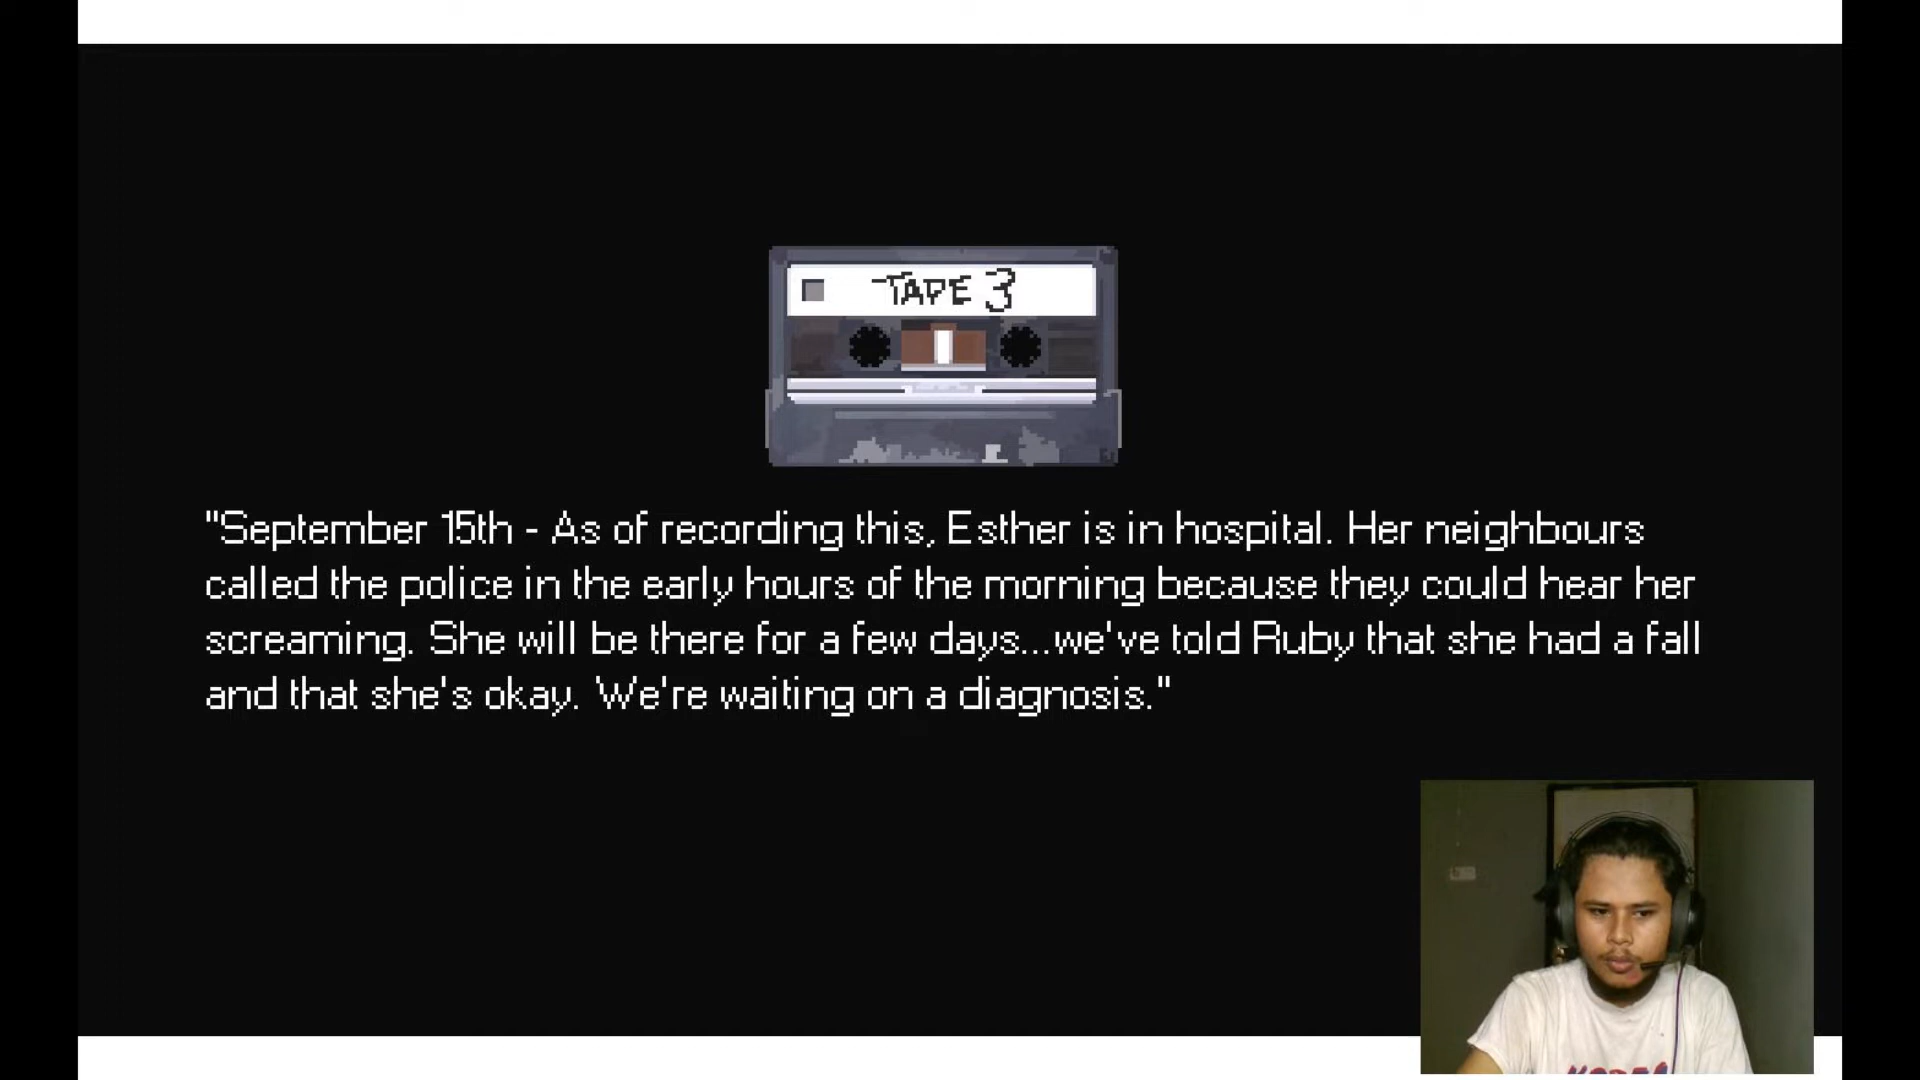 TAPE 3
"September 15th - As of recording this, Esther is in hospital. Her neighbours
called the police in the early hours of the morning because they could hear her
screaming. She will be there for a few days...we've told Ruby that she had a fall
and that she's okay. We're waiting on a diagnosis."